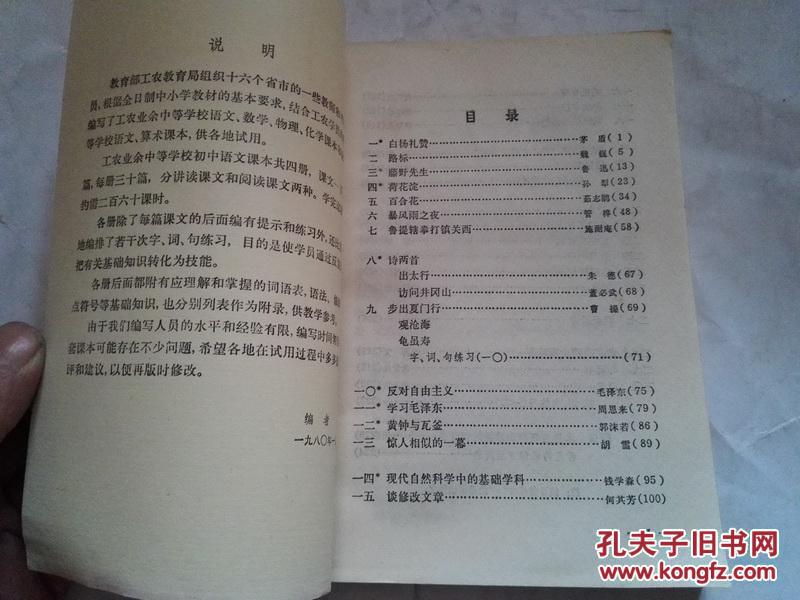 说 明
教育部工农教育局组织十六个省市的一些教师和
员,根据全日制中小学教材的基本要求,结合工农学
编写了工农业余中等学校语文、数学、物理、化学课本和
等学校语文、算术课本,供各地试用。
工农业余中等学校初中语文课本共四册,课文一
篇,每册三十篇,分讲读课文和阅读课文两种。学完
约需二百六十课时。
各册除了每篇课文的后面编有提示和练习外,还
地编排了若干次字、词、句练习,目的是使学员通过反
把有关基础知识转化为技能。
各册后面都附有应理解和掌握的词语表,语法、
点符号等基础知识,也分别列表作为附录,供教学参考。
由于我们编写人员的水平和经验有限,编写时间
套课本可能存在不少问题,希望各地在试用过程中多
评和建议,以便再版时修改。
编 者
一九八〇年一
目 录
一* 白杨礼赞 茅 盾(1)
二 路标 魏 巍(5)
三* 藤野先生 鲁 迅(13)
四* 荷花淀 孙 犁(23)
五 百合花 茹志鹃(34)
六 暴风雨之夜 管 桦(48)
七 鲁提辖拳打镇关西 施耐庵(58)
八* 诗两首
出太行 朱 德(67)
访问井冈山 董必武(68)
九 步出夏门行 曹 操(69)
观沧海
龟虽寿
字、词、句练习(一〇) (71)
一〇* 反对自由主义 毛泽东(75)
一一* 学习毛泽东 周恩来(79)
一二* 黄钟与瓦釜 郭沫若(86)
一三 惊人相似的一幕 胡 雪(89)
一四* 现代自然科学中的基础学科 钱学森(95)
一五 谈修改文章 何其芳(100)
孔夫子旧书网
www.kongfz.com